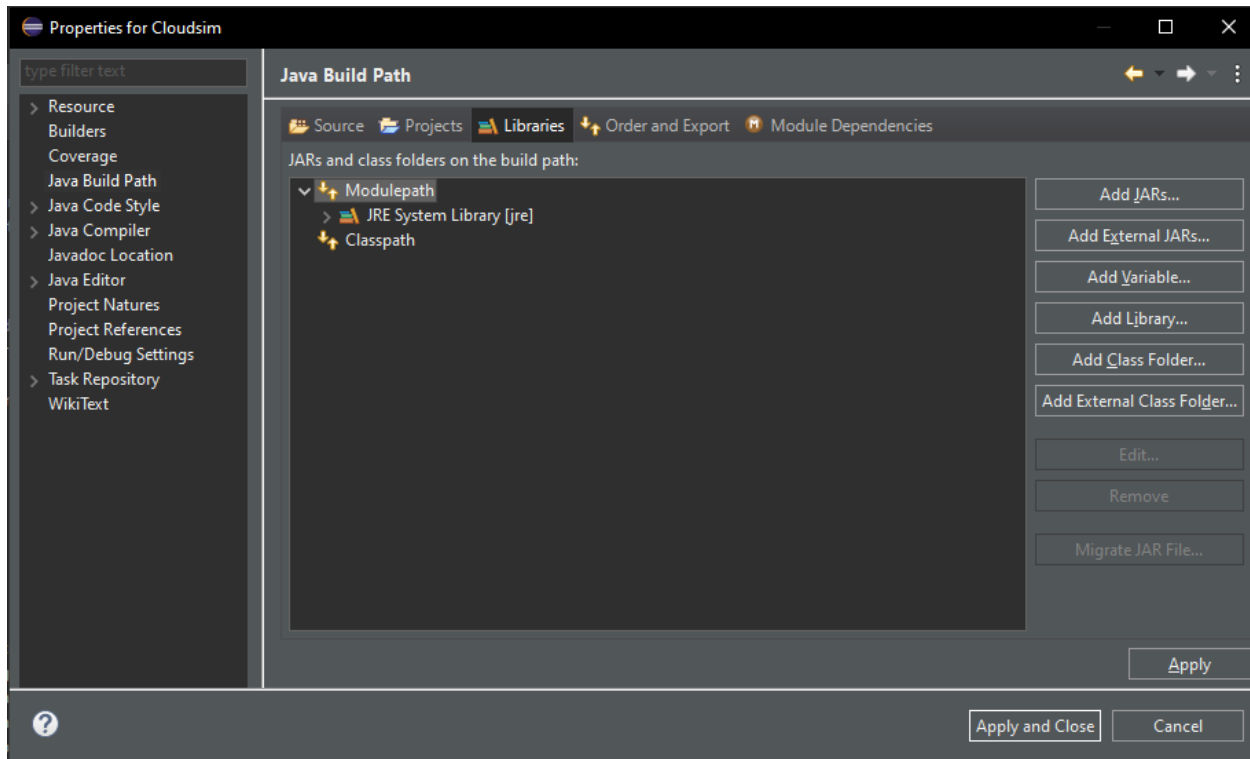 Properties for Cloudsim
type filter text
Java Build Path
Resource
Builders
Coverage
Java Build Path
Java Code Style
Java Compiler
Javadoc Location
Java Editor
Project Natures
Project References
Run/Debug Settings
Task Repository
WikiText
Source Projects Libraries Order and Export Module Dependencies
JARs and class folders on the build path:
Modulepath
JRE System Library [jre]
Classpath
Add JARs...
Add External JARs...
Add Variable...
Add Library...
Add Class Folder...
Add External Class Folder...
Edit...
Remove
Migrate JAR File...
Apply
Apply and Close Cancel